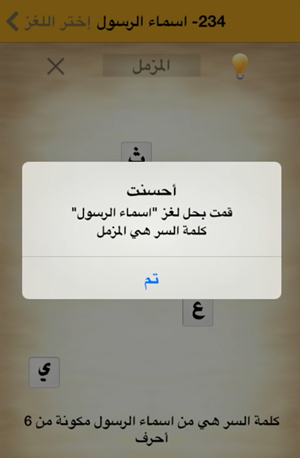 234- اسماء الرسول إختر اللغز
المزمل
ث
أحسنت
قمت بحل لغز "اسماء الرسول"
كلمة السر هي المزمل
تم
ع
ي
كلمة السر هي من اسماء الرسول مكونة من 6
أحرف